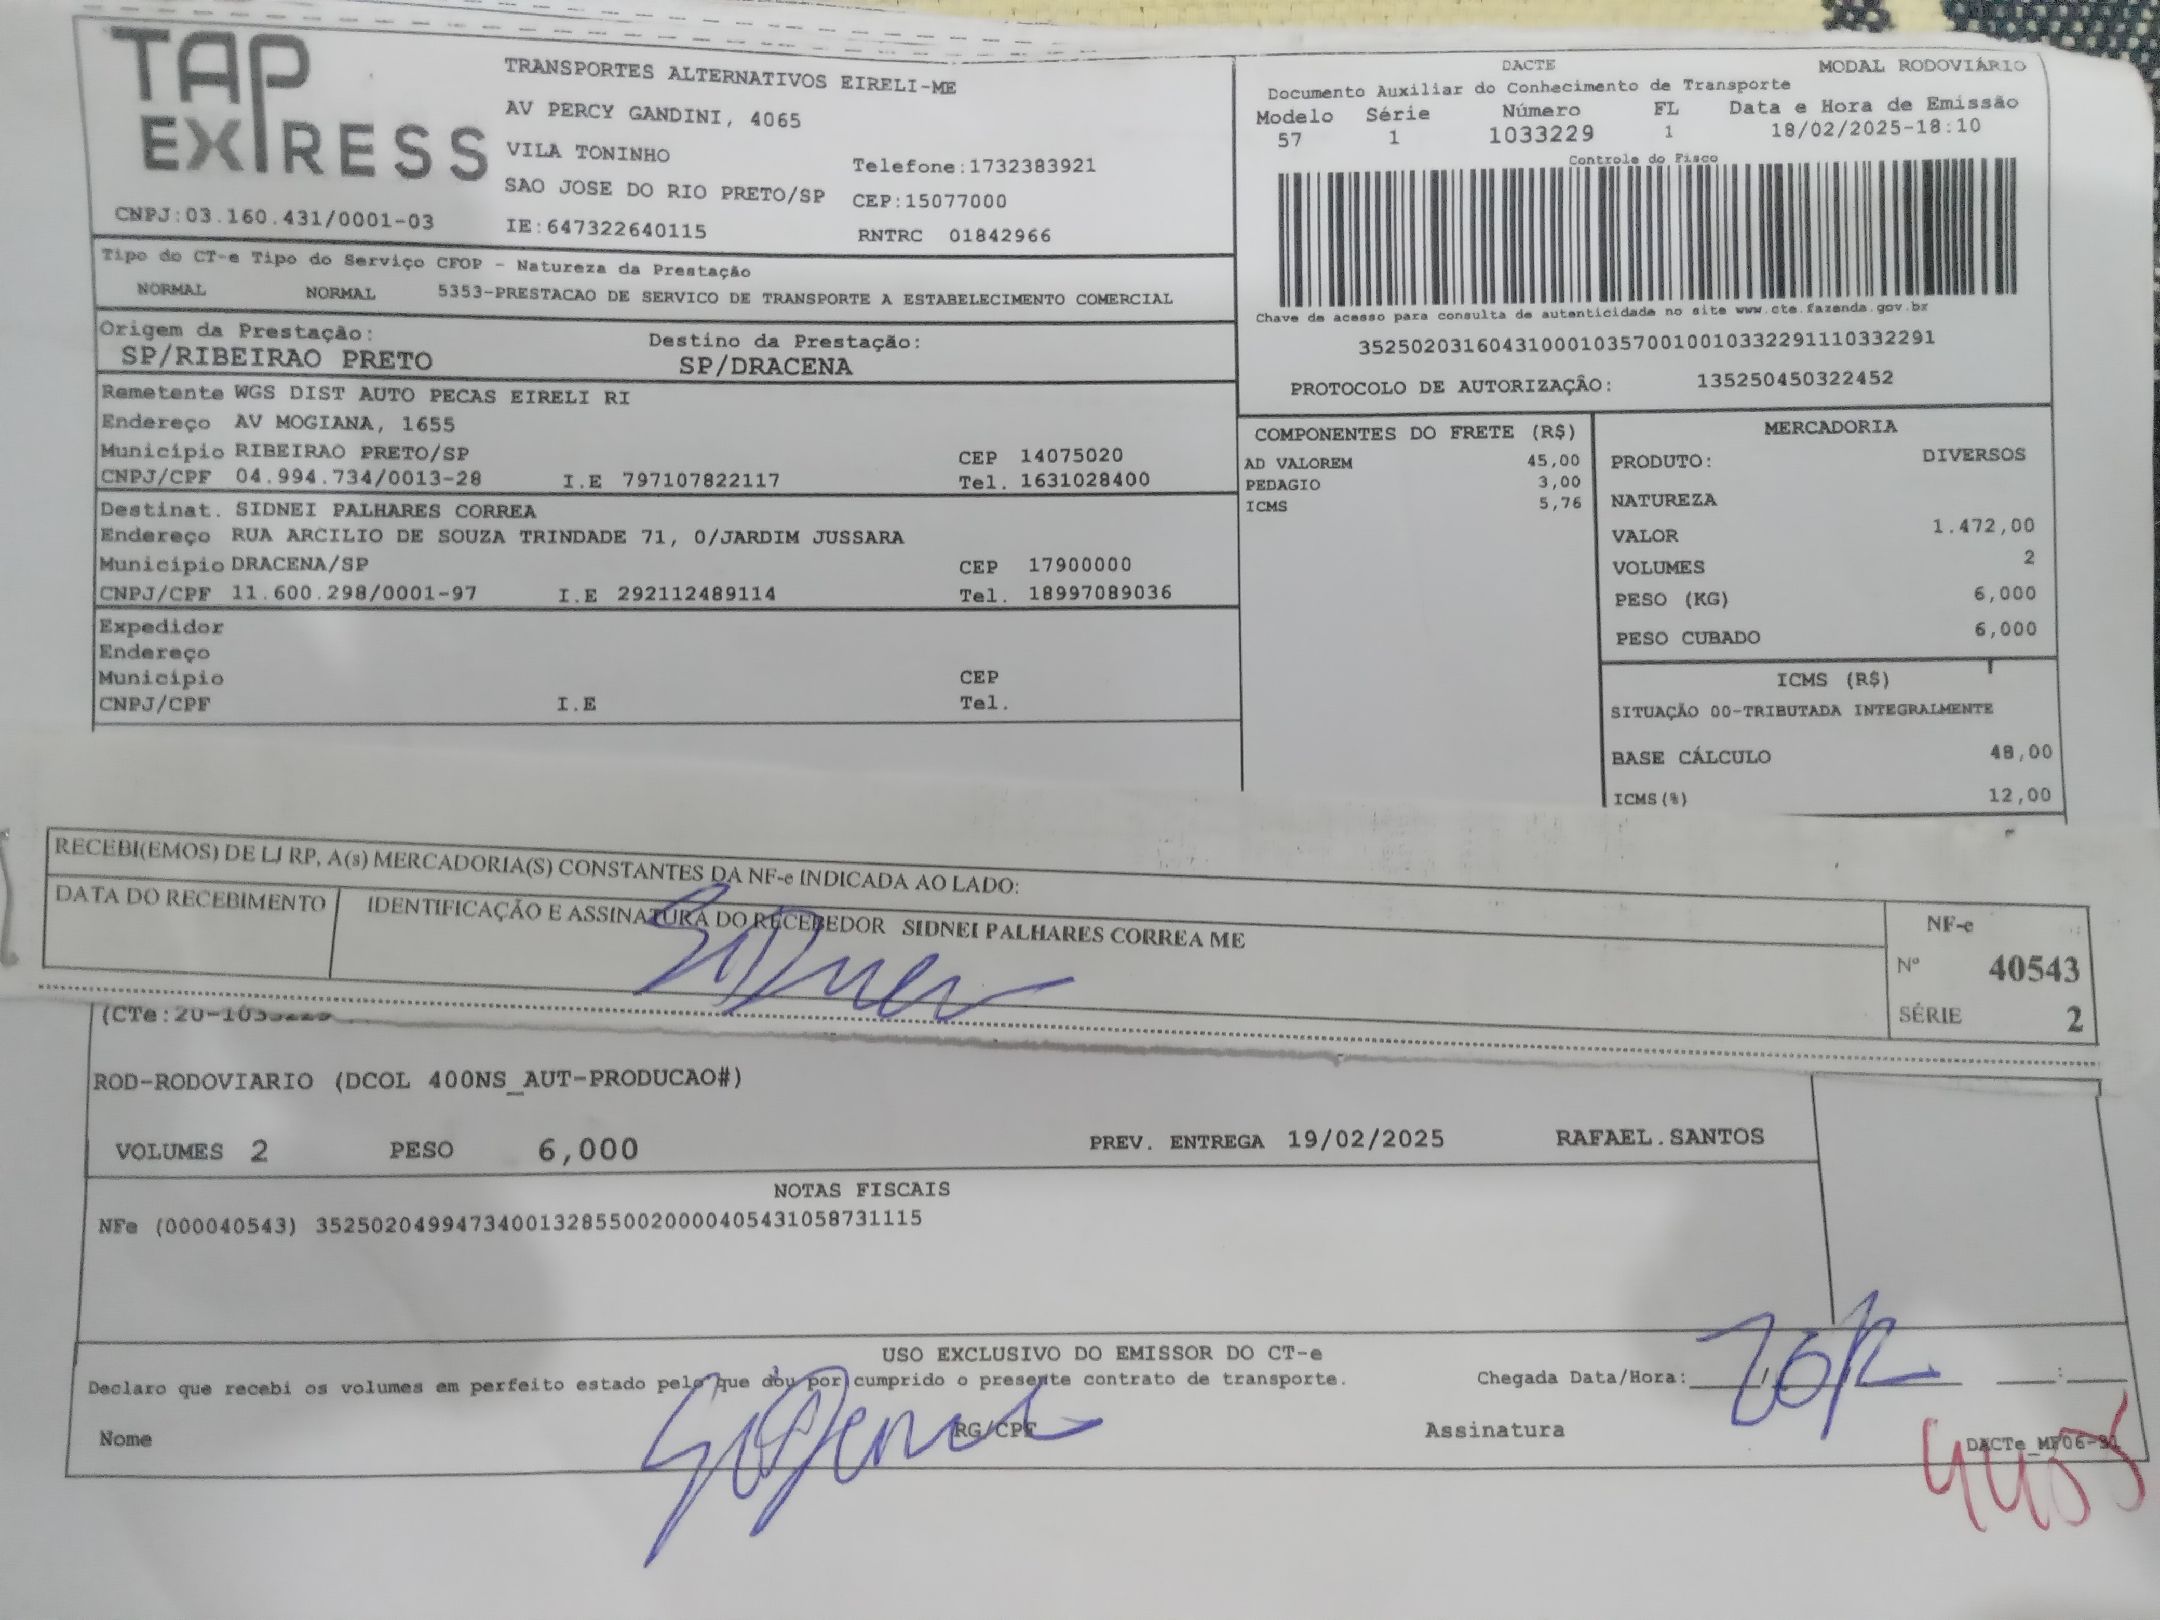 TAP EXPRESS
TRANSPORTES ALTERNATIVOS EIRELI-ME
AV PERCY GANDINI, 4065
VILA TONINHO Telefone:1732383921
SAO JOSE DO RIO PRETO/SP CEP:15077000
CNPJ:03.160.431/0001-03 IE:647322640115 RNTRC 01842966
DACTE MODAL RODOVIÁRIO
Documento Auxiliar do Conhecimento de Transporte
Modelo Série Número FL Data e Hora de Emissão
57 1 1033229 1 18/02/2025-18:10
Controle do Fisco
Chave de acesso para consulta de autenticidade no site www.cte.fazenda.gov.br
35250203160431000103570010010332291110332291
PROTOCOLO DE AUTORIZAÇÃO: 135250450322452
Tipo do CT-e Tipo do Serviço CFOP - Natureza da Prestação
NORMAL NORMAL 5353-PRESTACAO DE SERVICO DE TRANSPORTE A ESTABELECIMENTO COMERCIAL
Origem da Prestação: Destino da Prestação:
SP/RIBEIRAO PRETO SP/DRACENA
Remetente WGS DIST AUTO PECAS EIRELI RI
Endereço AV MOGIANA, 1655
Município RIBEIRAO PRETO/SP CEP 14075020
CNPJ/CPF 04.994.734/0013-28 I.E 797107822117 Tel. 1631028400
Destinat. SIDNEI PALHARES CORREA
Endereço RUA ARCILIO DE SOUZA TRINDADE 71, 0/JARDIM JUSSARA
Município DRACENA/SP CEP 17900000
CNPJ/CPF 11.600.298/0001-97 I.E 292112489114 Tel. 18997089036
Expedidor
Endereço
Município CEP
CNPJ/CPF I.E Tel.
COMPONENTES DO FRETE (R$)
AD VALOREM 45,00
PEDAGIO 3,00
ICMS 5,76
MERCADORIA
PRODUTO: DIVERSOS
NATUREZA
VALOR 1.472,00
VOLUMES 2
PESO (KG) 6,000
PESO CUBADO 6,000
ICMS (R$)
SITUAÇÃO 00-TRIBUTADA INTEGRALMENTE
BASE CÁLCULO 48,00
ICMS(%) 12,00
RECEBI(EMOS) DE LJ RP, A(s) MERCADORIA(S) CONSTANTES DA NF-e INDICADA AO LADO:
DATA DO RECEBIMENTO IDENTIFICAÇÃO E ASSINATURA DO RECEBEDOR SIDNEI PALHARES CORREA ME
NF-e
Nº 40543
SÉRIE 2
ROD-RODOVIARIO (DCOL 400NS_AUT-PRODUCAO#)
VOLUMES 2 PESO 6,000 PREV. ENTREGA 19/02/2025 RAFAEL.SANTOS
NOTAS FISCAIS
NFe (000040543) 35250204994734001328550020000405431058731115
USO EXCLUSIVO DO EMISSOR DO CT-e
Declaro que recebi os volumes em perfeito estado pelo que dou por cumprido o presente contrato de transporte. Chegada Data/Hora:
Nome RG/CPF Assinatura